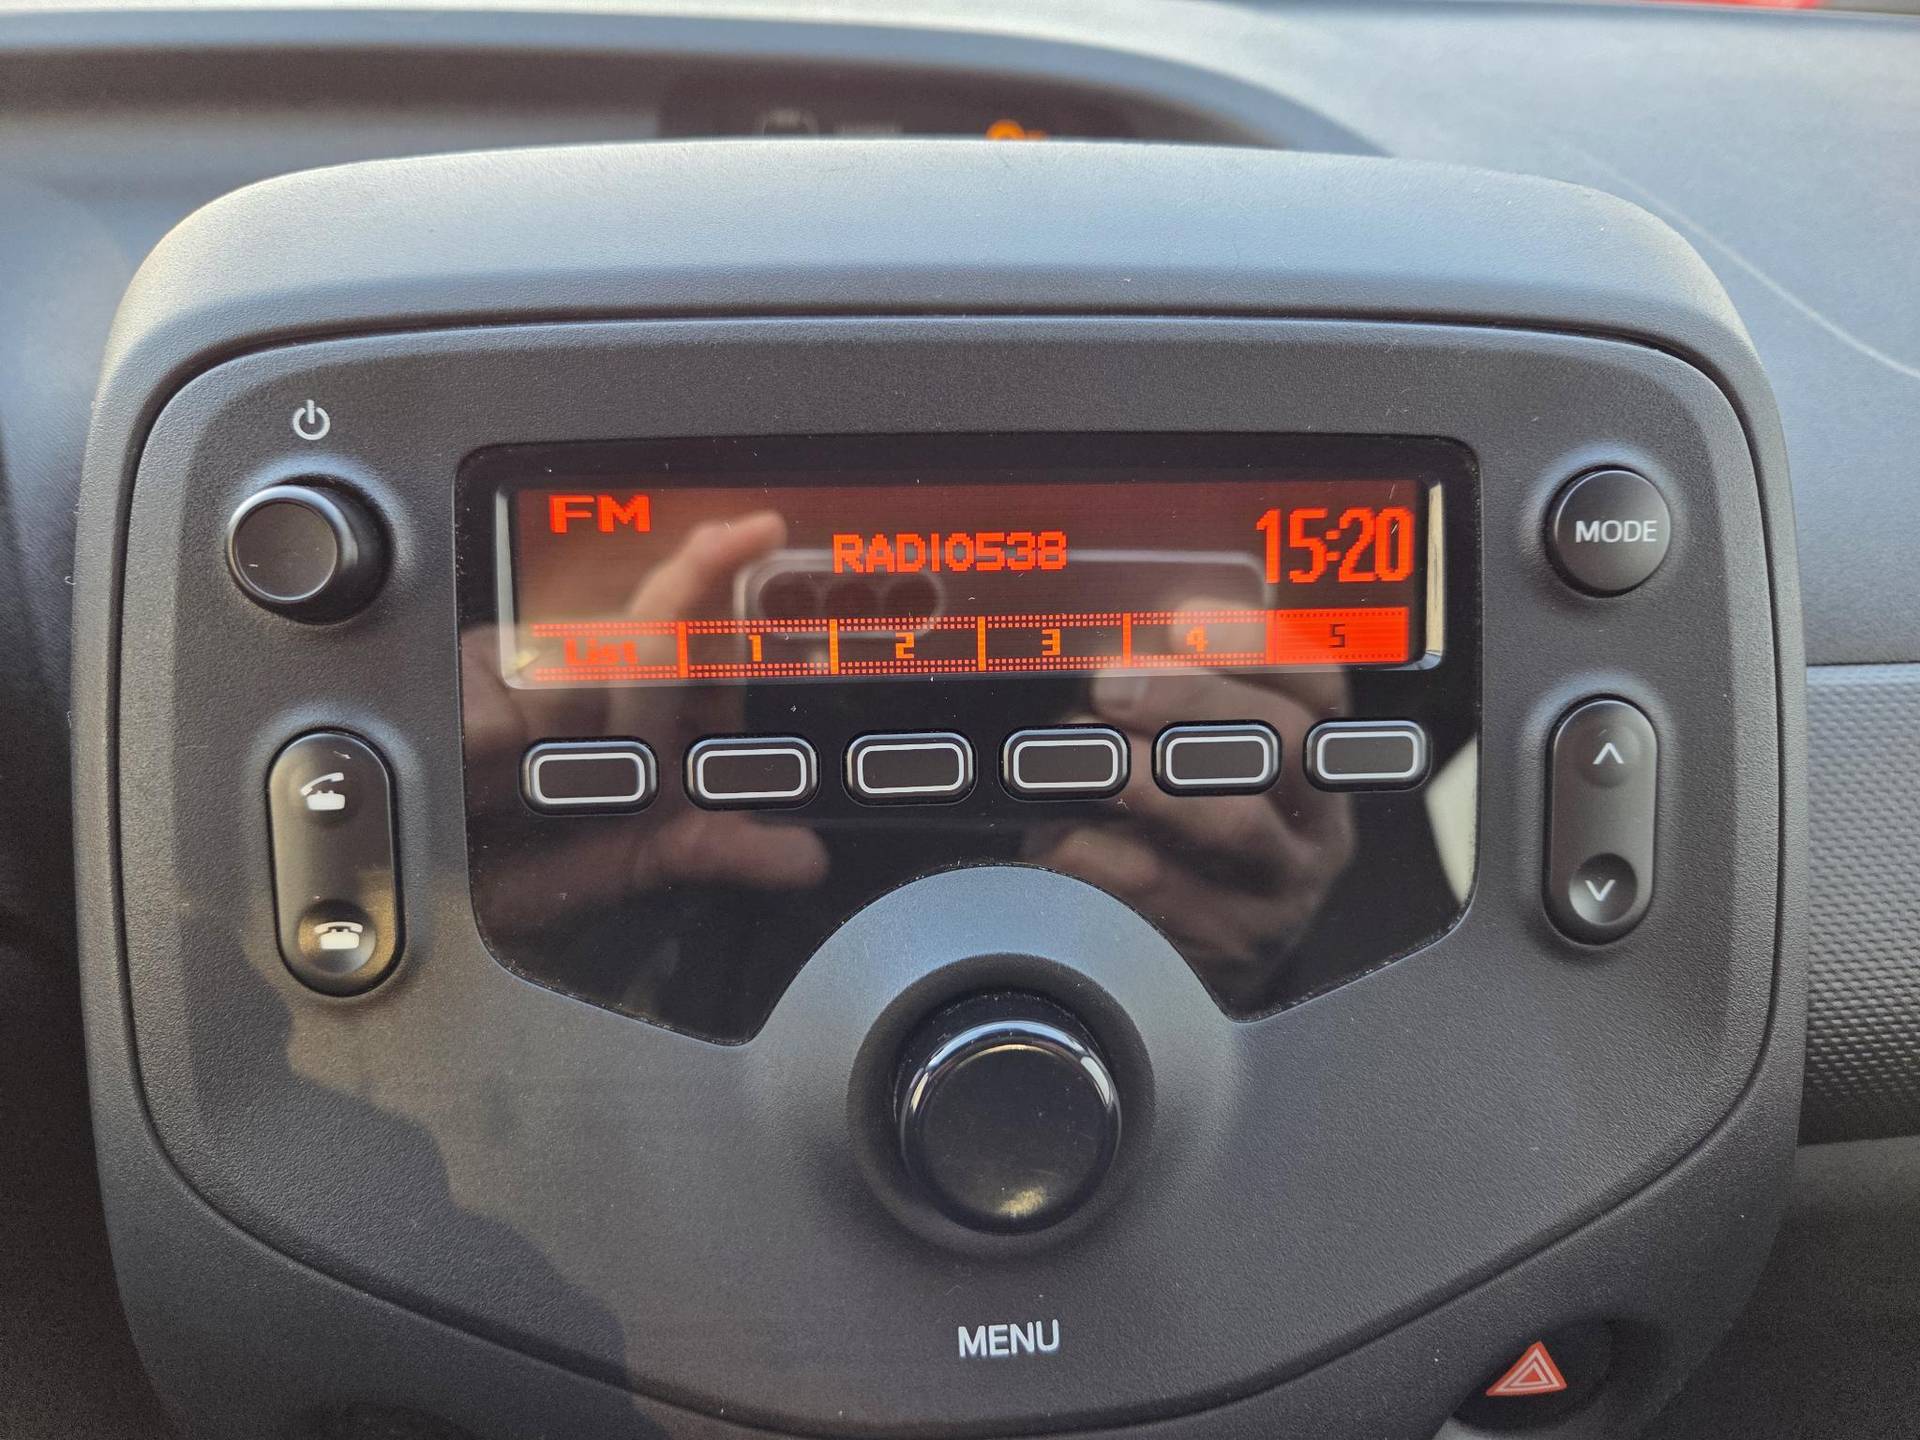 FM
RADIO538
15:20
List 1 2 3 4 5
MODE
MENU